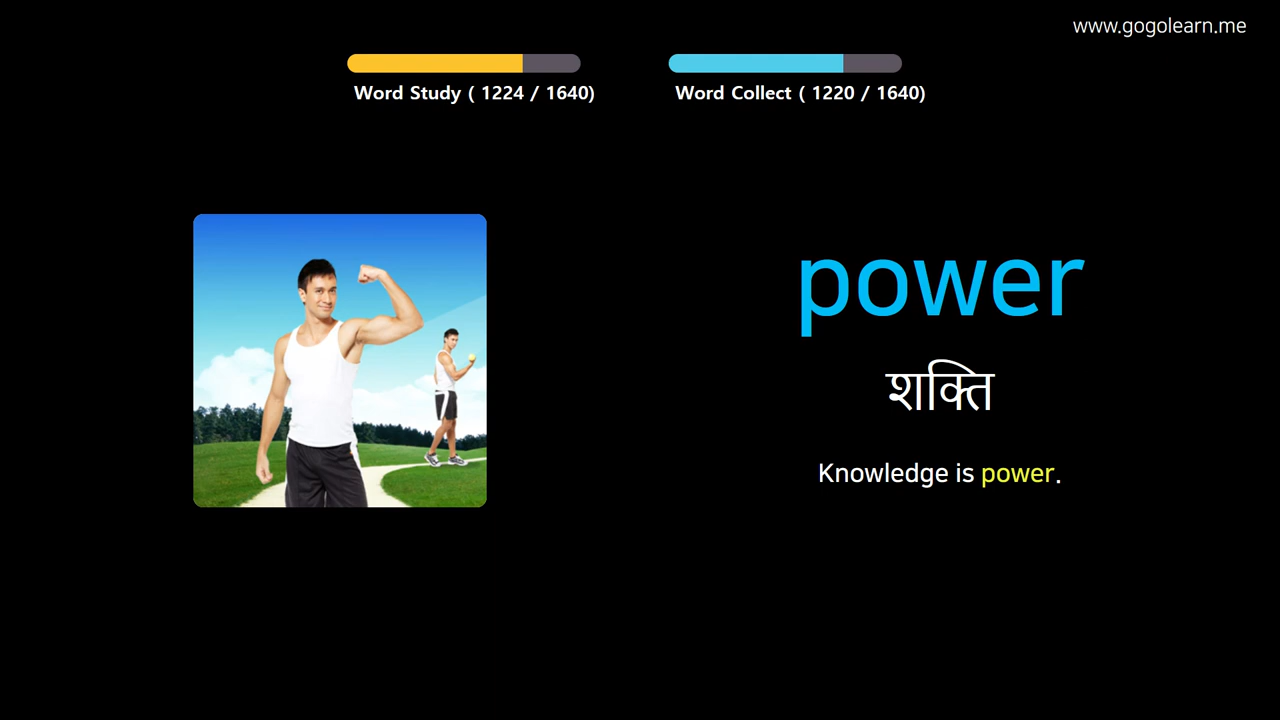 www.gogolearn.me
Word Study ( 1224 / 1640)
Word Collect ( 1220 / 1640)
power
शक्ति
Knowledge is power.